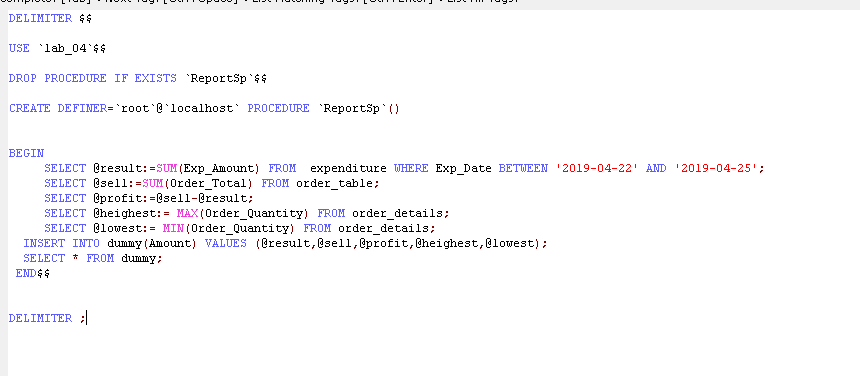 DELIMITER $$
USE `lab_04`$$
DROP PROCEDURE IF EXISTS `ReportSp`$$
CREATE DEFINER=`root`@`localhost` PROCEDURE `ReportSp`()
BEGIN
SELECT @result:=SUM(Exp_Amount) FROM  expenditure WHERE Exp_Date BETWEEN '2019-04-22' AND '2019-04-25';
SELECT @sell:=SUM(Order_Total) FROM order_table;
SELECT @profit:=@sell-@result;
SELECT @heighest:= MAX(Order_Quantity) FROM order_details;
SELECT @lowest:= MIN(Order_Quantity) FROM order_details;
INSERT INTO dummy(Amount) VALUES (@result,@sell,@profit,@heighest,@lowest);
SELECT * FROM dummy;
END$$
DELIMITER ;